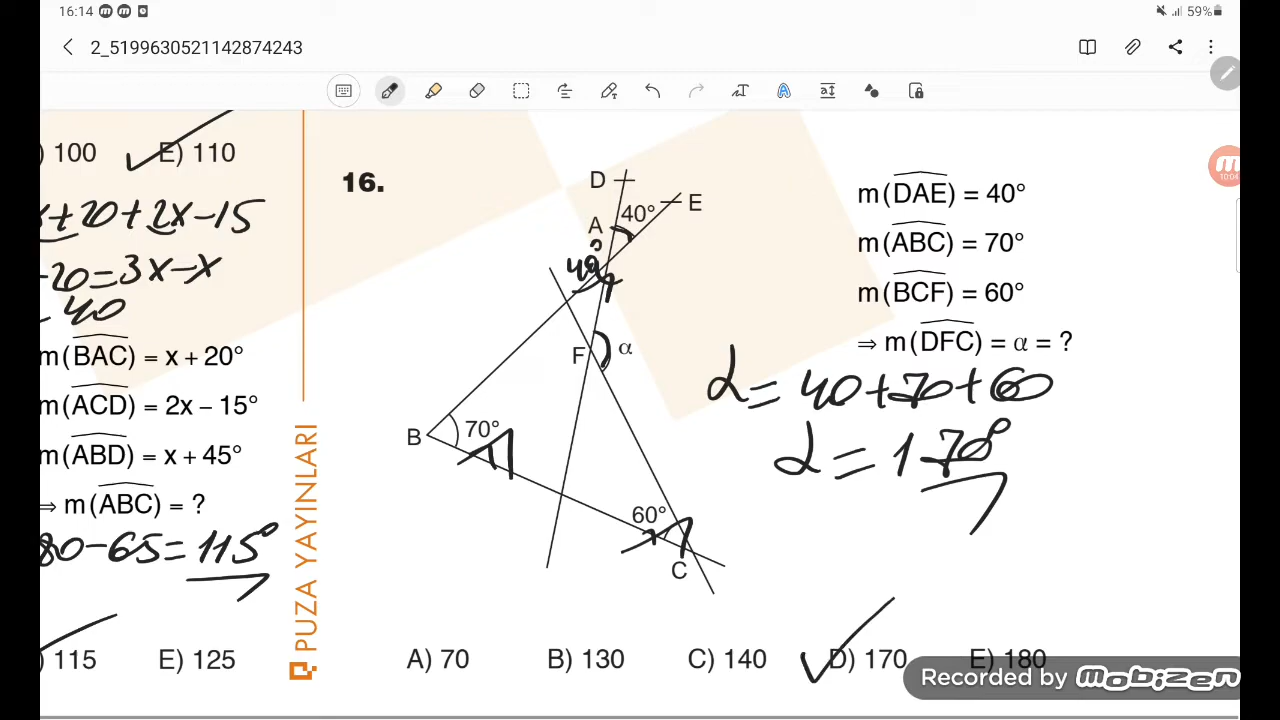 16:14
59%
2_5199630521142874243
) 100 E) 110
x+20+2x-15
-20=3x-x
= 40
m(BAC) = x + 20°
m(ACD) = 2x – 15°
m(ABD) = x + 45°
⇒ m(ABC) = ?
80-65=115°
) 115 E) 125
PUZA YAYINLARI
16.
D
E
A
40°
40°
F
α
B
70°
60°
C
m(DAE) = 40°
m(ABC) = 70°
m(BCF) = 60°
⇒ m(DFC) = α = ?
α = 40+70+60
α = 170°
A) 70 B) 130 C) 140 D) 170 E) 180
10:04
Recorded by mobizen